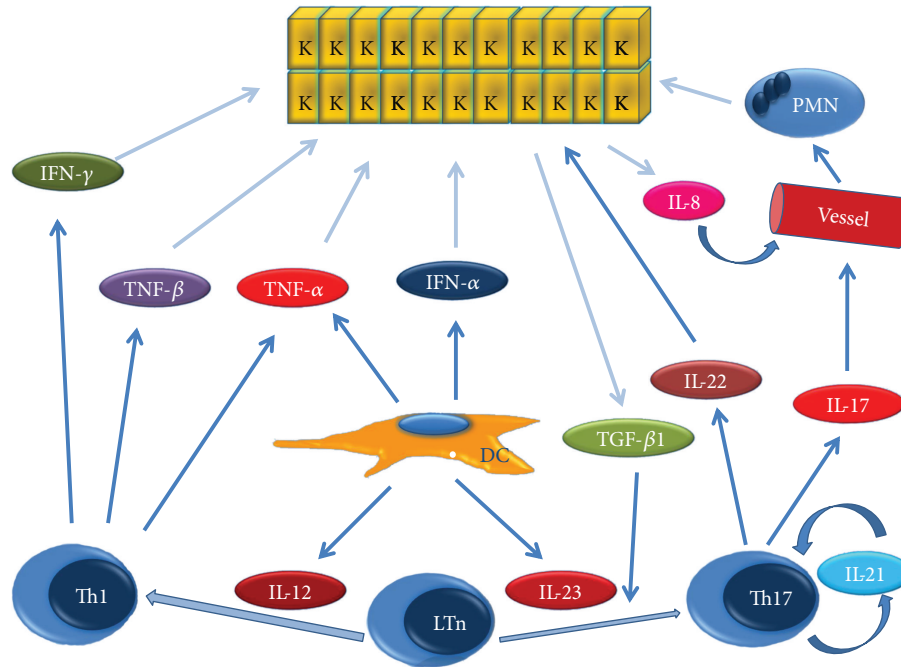 K K K K K K K K K K
K K K K K K K K K K
PMN
IFN-γ
IL-8
Vessel
TNF-β
TNF-α
IFN-α
IL-22
IL-17
TGF-β1
DC
Th1
IL-12
LTn
IL-23
Th17
IL-21